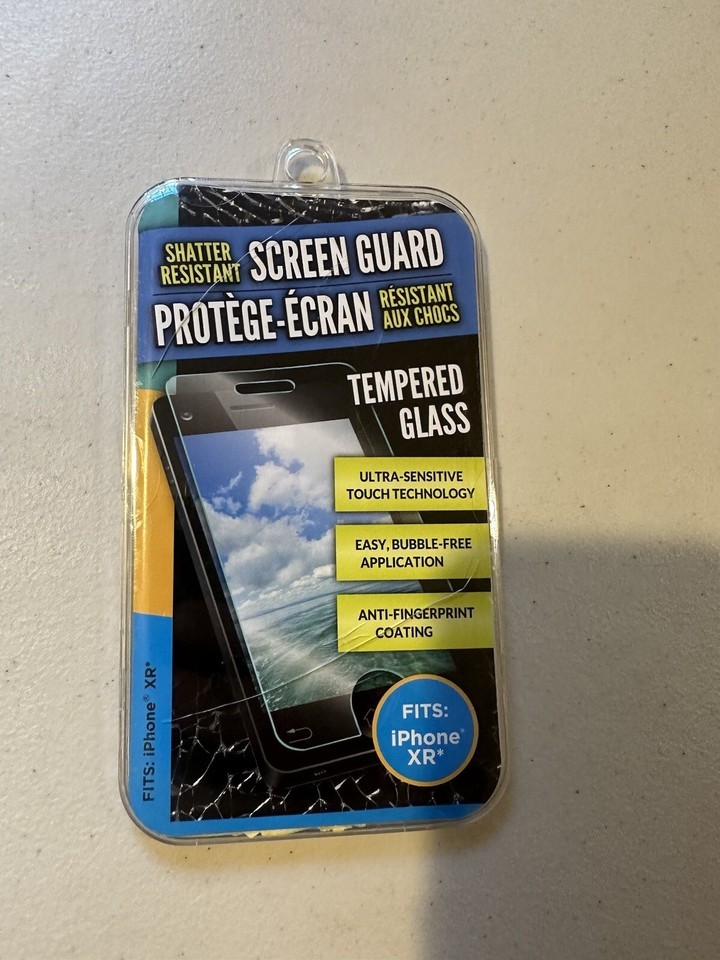 SHATTER
RESISTANT
SCREEN GUARD
PROTÈGE-ÉCRAN
RÉSISTANT
AUX CHOCS
TEMPERED
GLASS
ULTRA-SENSITIVE
TOUCH TECHNOLOGY
EASY, BUBBLE-FREE
APPLICATION
ANTI-FINGERPRINT
COATING
FITS:
iPhone®
XR*
FITS: iPhone® XR*